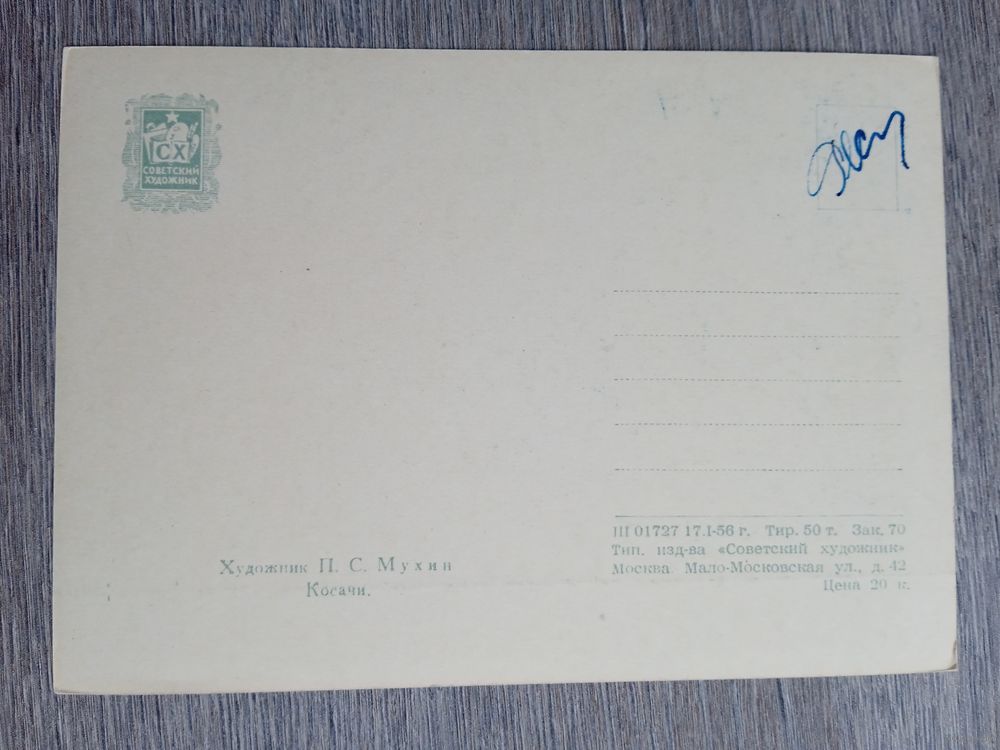 СХ
СОВЕТСКИЙ
ХУДОЖНИК
Художник П. С. Мухин
Косачи.
Ш 01727 17.I-56 г. Тир. 50 т. Зак. 70
Тип. изд-ва «Советский художник»
Москва Мало-Московская ул., д. 42
Цена 20 к.